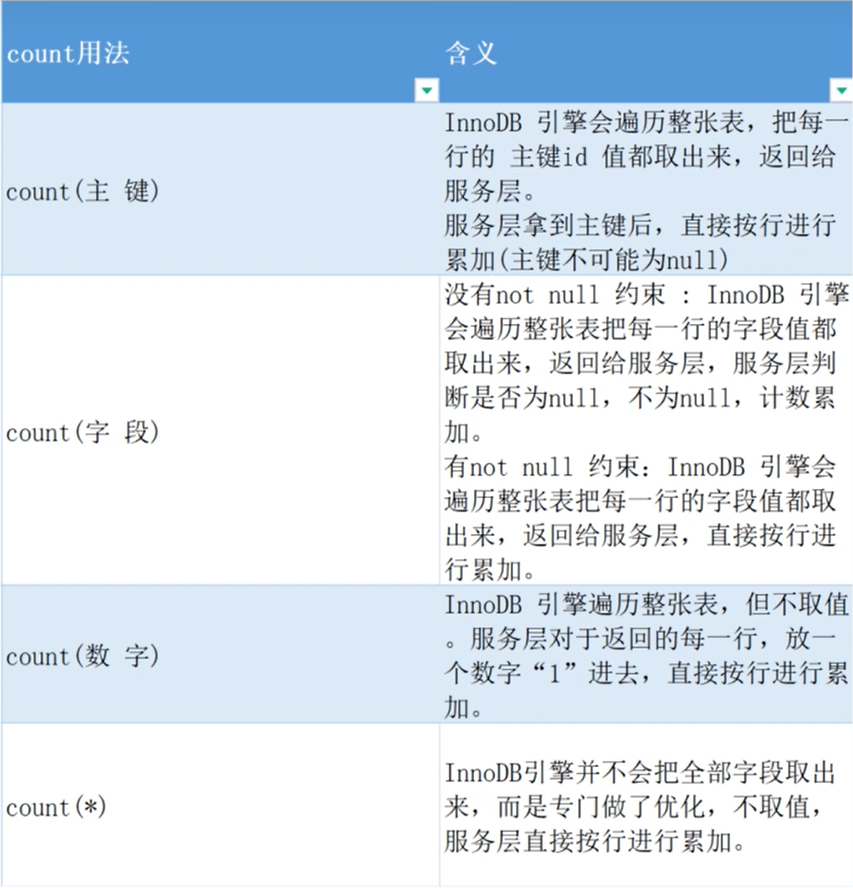 count用法
含义
count(主 键)
InnoDB 引擎会遍历整张表，把每一
行的 主键id 值都取出来，返回给
服务层。
服务层拿到主键后，直接按行进行
累加(主键不可能为null)
count(字 段)
没有not null 约束 : InnoDB 引擎
会遍历整张表把每一行的字段值都
取出来，返回给服务层，服务层判
断是否为null，不为null，计数累
加。
有not null 约束：InnoDB 引擎会
遍历整张表把每一行的字段值都取
出来，返回给服务层，直接按行进
行累加。
count(数 字)
InnoDB 引擎遍历整张表，但不取值
。服务层对于返回的每一行，放一
个数字“1”进去，直接按行进行累
加。
count(*)
InnoDB引擎并不会把全部字段取出
来，而是专门做了优化，不取值，
服务层直接按行进行累加。